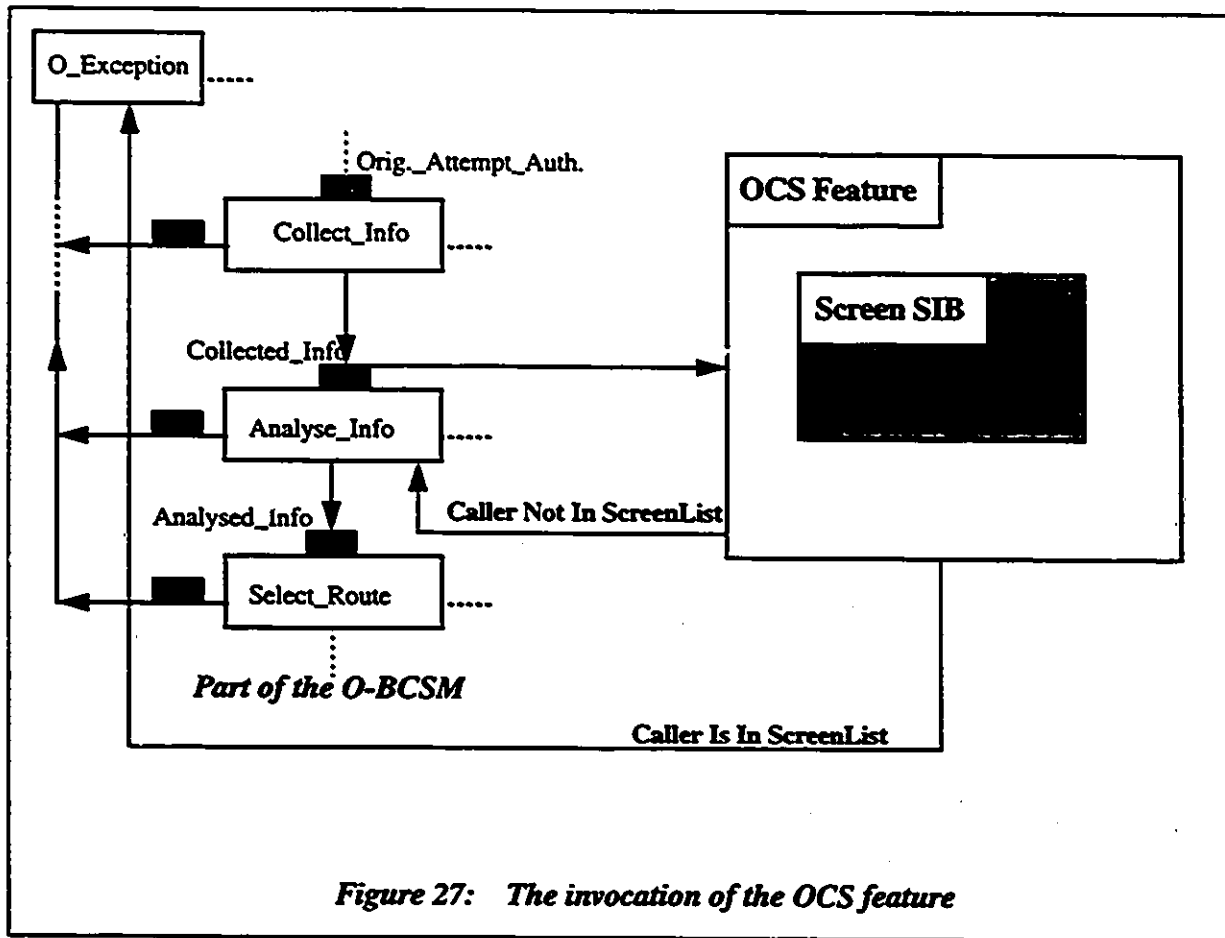 O_Exception
Orig._Attempt_Auth.
Collect_Info
Collected_Info
Analyse_Info
Analysed_Info
Select_Route
Part of the O-BCSM
OCS Feature
Screen SIB
Caller Not In ScreenList
Caller Is In ScreenList
Figure 27: The invocation of the OCS feature